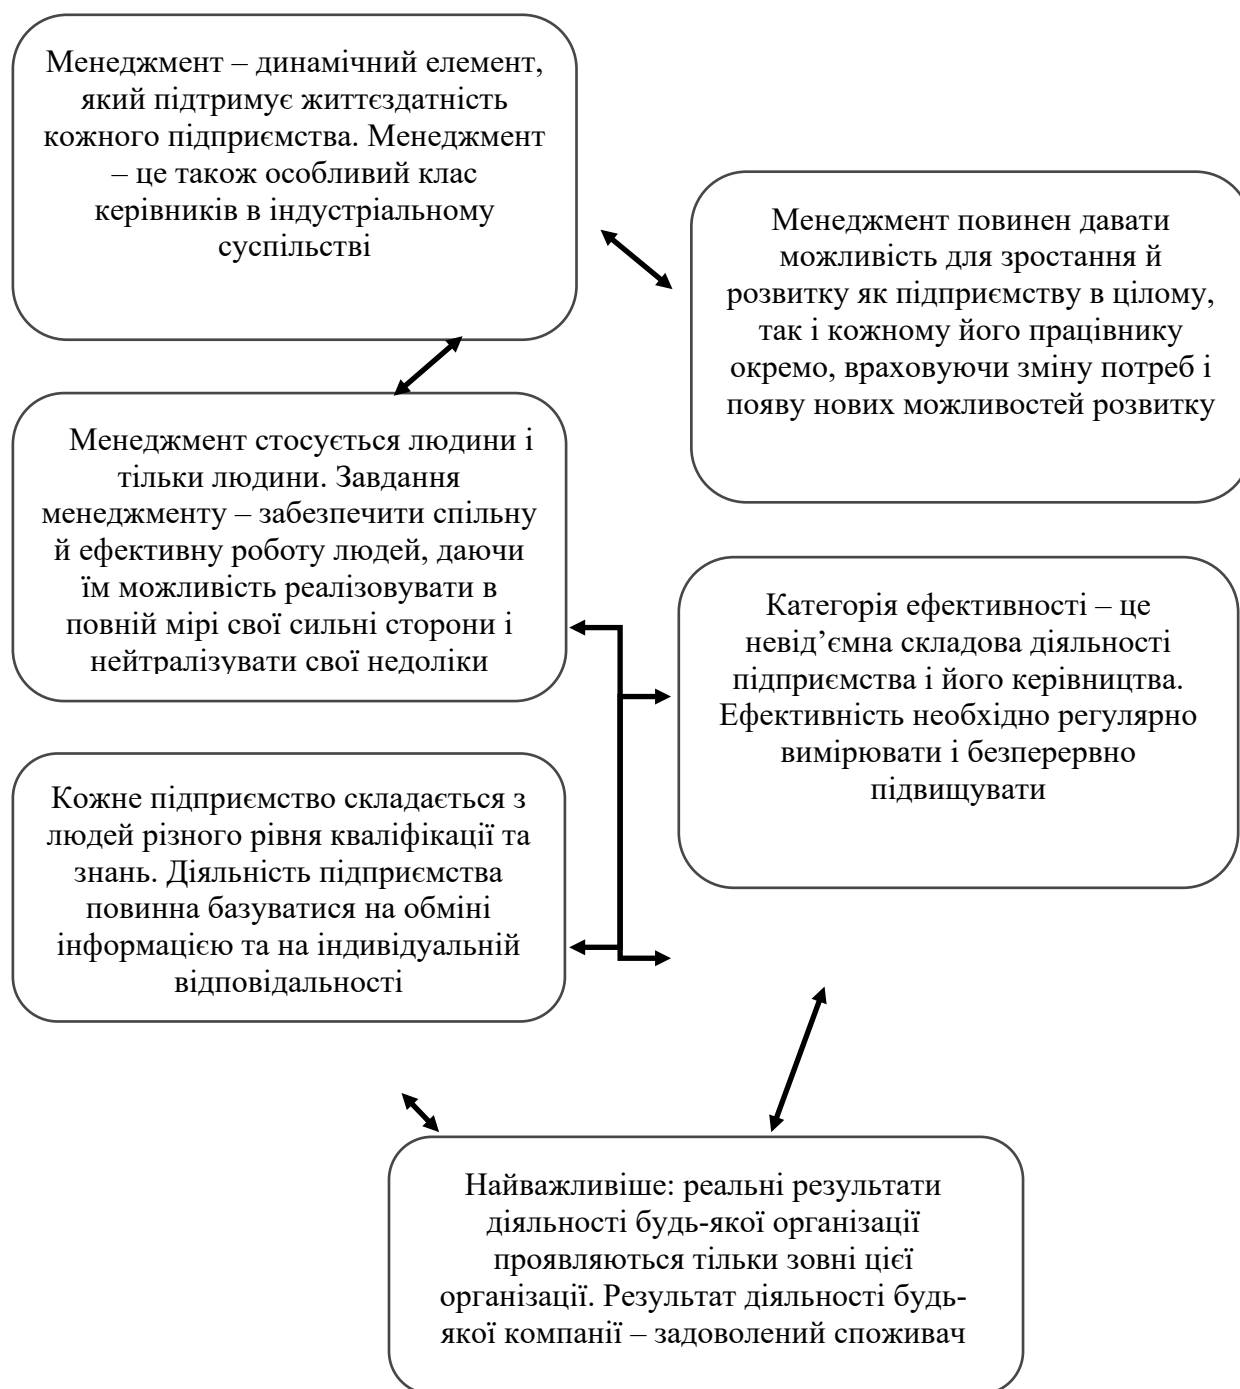 Менеджмент – динамічний елемент,
який підтримує життєздатність
кожного підприємства. Менеджмент
– це також особливий клас
керівників в індустріальному
суспільстві
Менеджмент повинен давати
можливість для зростання й
розвитку як підприємству в цілому,
так і кожному його працівнику
окремо, враховуючи зміну потреб і
появу нових можливостей розвитку
Менеджмент стосується людини і
тільки людини. Завдання
менеджменту – забезпечити спільну
й ефективну роботу людей, даючи
їм можливість реалізовувати в
повній мірі свої сильні сторони і
нейтралізувати свої недоліки
Категорія ефективності – це
невід’ємна складова діяльності
підприємства і його керівництва.
Ефективність необхідно регулярно
вимірювати і безперервно
підвищувати
Кожне підприємство складається з
людей різного рівня кваліфікації та
знань. Діяльність підприємства
повинна базуватися на обміні
інформацією та на індивідуальній
відповідальності
Найважливіше: реальні результати
діяльності будь-якої організації
проявляються тільки зовні цієї
організації. Результат діяльності будь-
якої компанії – задоволений споживач